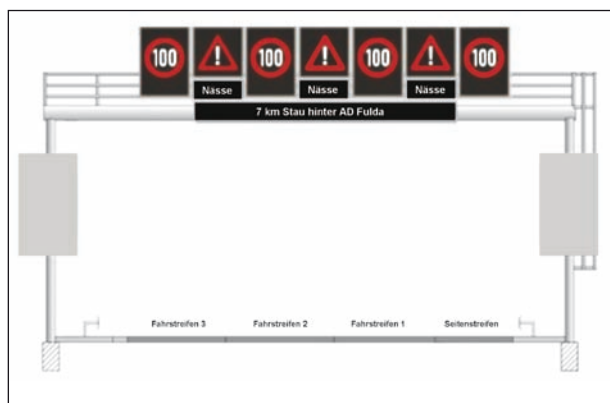 100 ! 100 ! 100 ! 100
Nässe Nässe Nässe
7 km Stau hinter AD Fulda
Fahrstreifen 3 Fahrstreifen 2 Fahrstreifen 1 Seitenstreifen